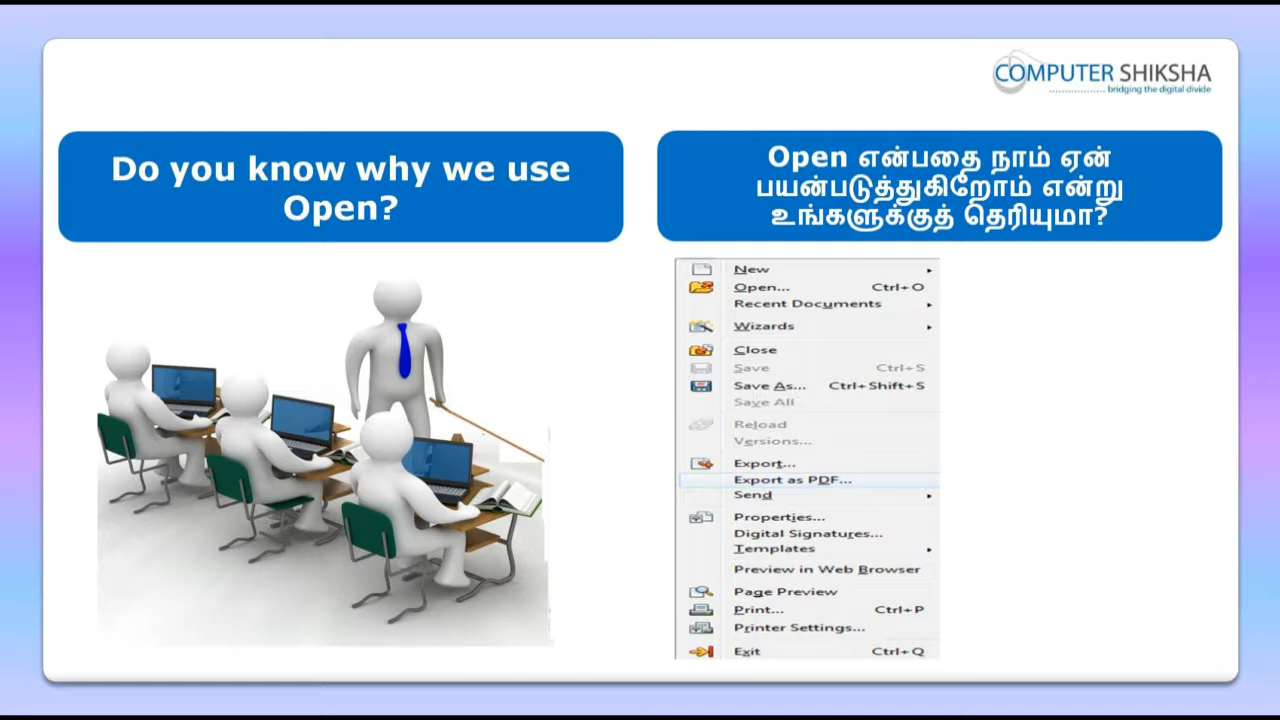 COMPUTER SHIKSHA
bridging the digital divide
Do you know why we use
Open?
Open என்பதை நாம் ஏன்
பயன்படுத்துகிறோம் என்று
உங்களுக்குத் தெரியுமா?
New
Open... Ctrl+O
Recent Documents
Wizards
Close
Save Ctrl+S
Save As... Ctrl+Shift+S
Save All
Reload
Versions...
Export...
Export as PDF...
Send
Properties...
Digital Signatures...
Templates
Preview in Web Browser
Page Preview
Print... Ctrl+P
Printer Settings...
Exit Ctrl+Q